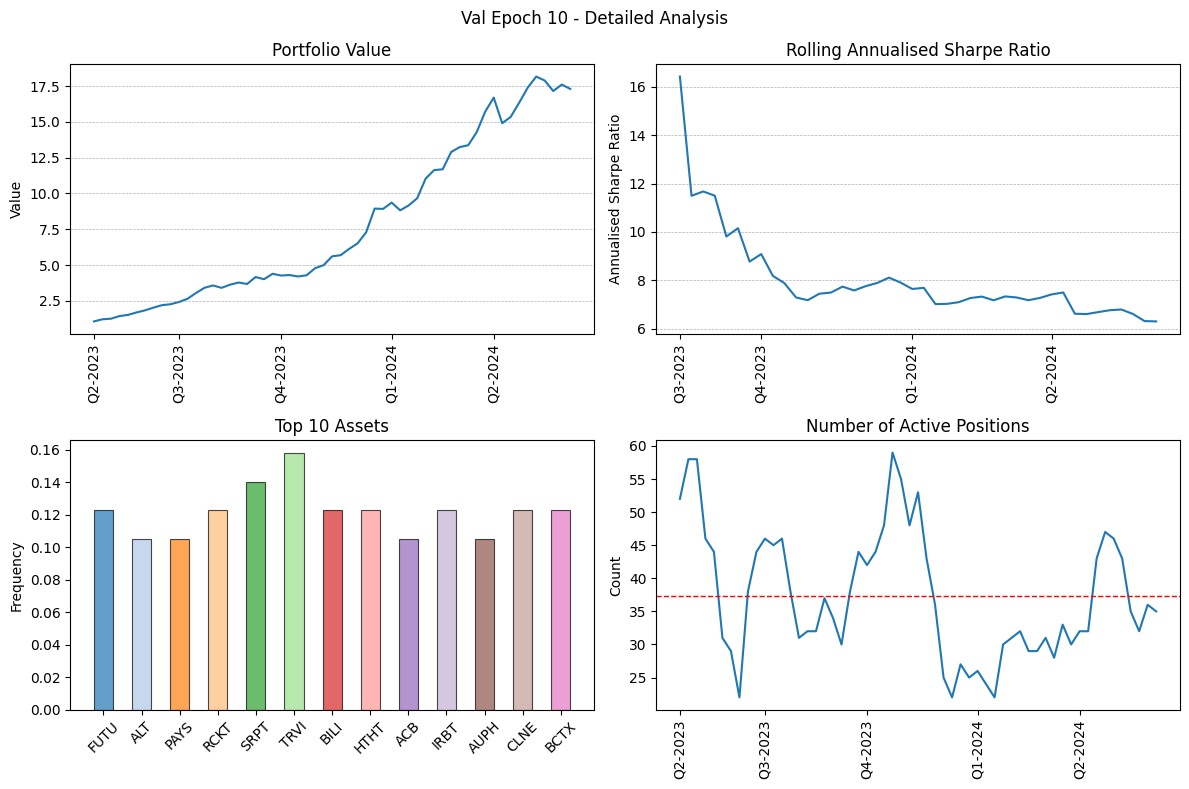 Val Epoch 10 - Detailed Analysis
Portfolio Value
Value
17.5
15.0
12.5
10.0
7.5
5.0
2.5
Q2-2023
Q3-2023
Q4-2023
Q1-2024
Q2-2024
Rolling Annualised Sharpe Ratio
Annualised Sharpe Ratio
16
14
12
10
8
6
Q3-2023
Q4-2023
Q1-2024
Q2-2024
Top 10 Assets
Frequency
0.16
0.14
0.12
0.10
0.08
0.06
0.04
0.02
0.00
FUTU
ALT
PAYS
RCKT
SRPT
TRVI
BILI
HTHT
ACB
IRBT
AUPH
CLNE
BCTX
Number of Active Positions
Count
60
55
50
45
40
35
30
25
Q2-2023
Q3-2023
Q4-2023
Q1-2024
Q2-2024